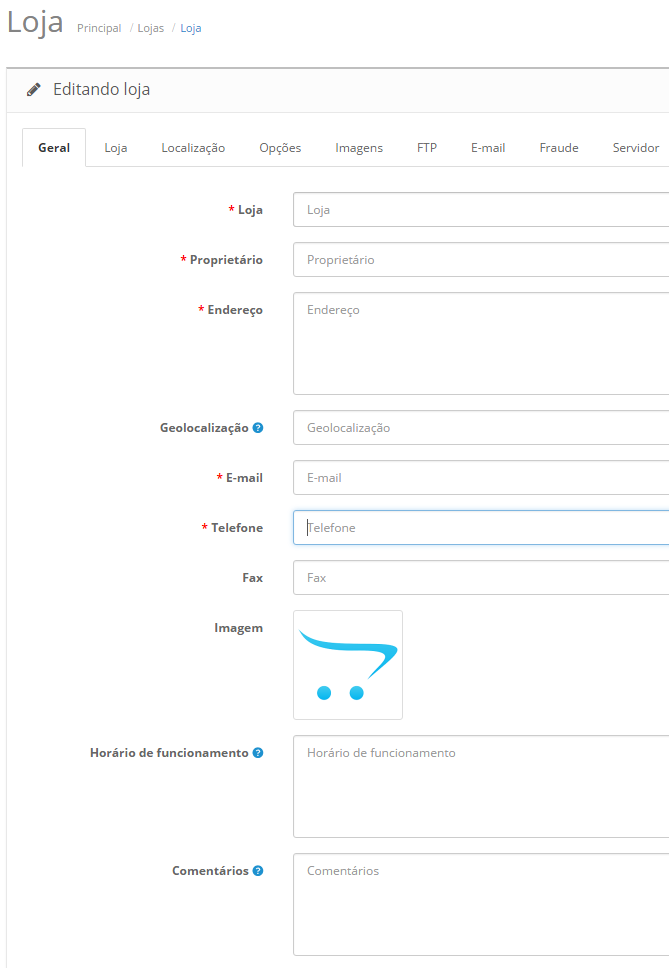 Loja Principal / Lojas / Loja
Editando loja
Geral Loja Localização Opções Imagens FTP E-mail Fraude Servidor
* Loja Loja
* Proprietário Proprietário
* Endereço Endereço
Geolocalização ? Geolocalização
* E-mail E-mail
* Telefone Telefone
Fax Fax
Imagem
Horário de funcionamento ? Horário de funcionamento
Comentários ? Comentários